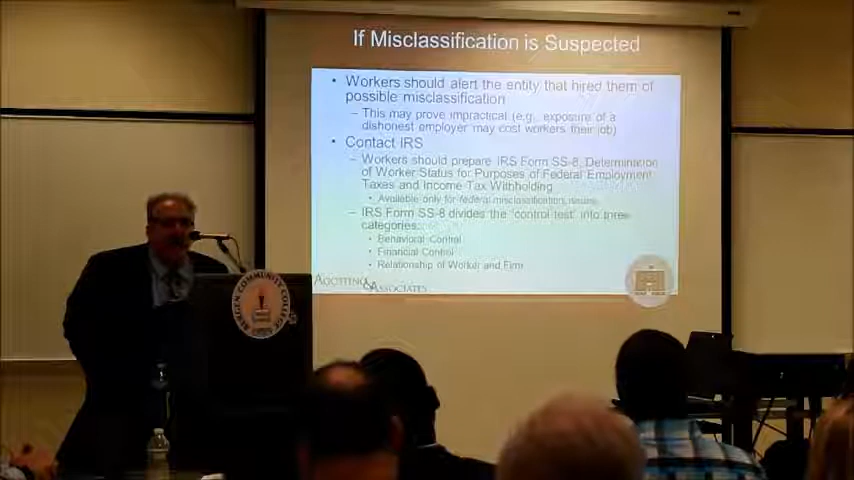 If Misclassification is Suspected
• Workers should alert the entity that hired them of
possible misclassification
– This may prove impractical (e.g., exposure of a
dishonest employer may cost workers their job)
• Contact IRS
– Workers should prepare IRS Form SS-8, Determination
of Worker Status for Purposes of Federal Employment
Taxes and Income Tax Withholding
• Available only for federal misclassification issues
– IRS Form SS-8 divides the "control test" into three
categories:
• Behavioral Control
• Financial Control
• Relationship of Worker and Firm
AGOSTINO
& ASSOCIATES
BERGEN COMMUNITY COLLEGE